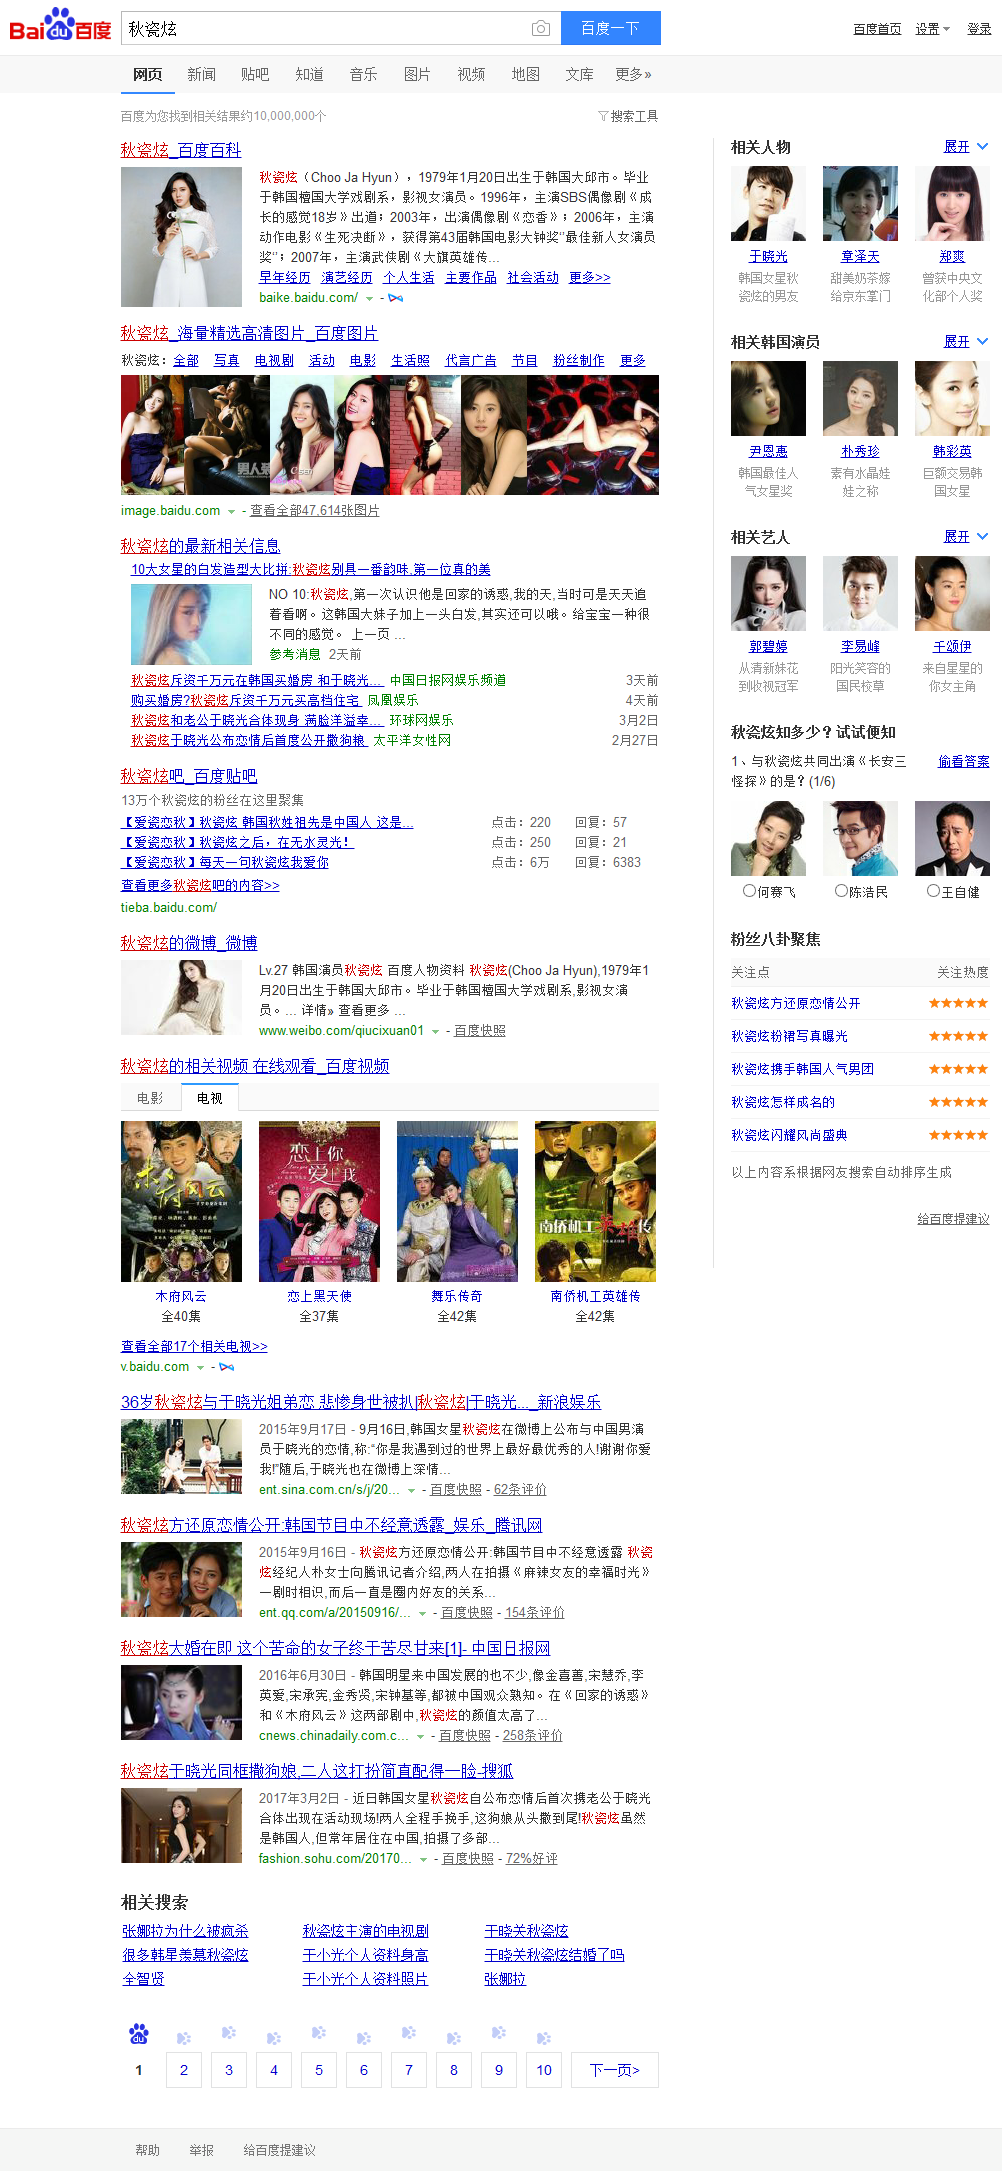 Bai du 百度
秋瓷炫
百度一下
百度首页 设置 登录
网页 新闻 贴吧 知道 音乐 图片 视频 地图 文库 更多»
百度为您找到相关结果约10,000,000个
搜索工具
秋瓷炫_百度百科
秋瓷炫（Choo Ja Hyun），1979年1月20日出生于韩国大邱市。毕业
于韩国檀国大学戏剧系，影视女演员。1996年，主演SBS偶像剧《成
长的感觉18岁》出道；2003年，出演偶像剧《恋香》；2006年，主演
动作电影《生死决断》，获得第43届韩国电影大钟奖“最佳新人女演员
奖”；2007年，主演武侠剧《大旗英雄传...
早年经历 演艺经历 个人生活 主要作品 社会活动 更多>>
baike.baidu.com/ -
秋瓷炫_海量精选高清图片_百度图片
秋瓷炫：全部 写真 电视剧 活动 电影 生活照 代言广告 节目 粉丝制作 更多
image.baidu.com - 查看全部47,614张图片
秋瓷炫的最新相关信息
10大女星的白发造型大比拼:秋瓷炫别具一番韵味,第一位真的美
NO 10:秋瓷炫,第一次认识他是回家的诱惑,我的天,当时可是天天追
着看啊。这韩国大妹子加上一头白发,其实还可以哦。给宝宝一种很
不同的感觉。 上一页 ...
参考消息 2天前
秋瓷炫斥资千万元在韩国买婚房 和于晓光... 中国日报网娱乐频道 3天前
购买婚房?秋瓷炫斥资千万元买高档住宅 凤凰娱乐 4天前
秋瓷炫和老公于晓光合体现身 满脸洋溢幸... 环球网娱乐 3月2日
秋瓷炫于晓光公布恋情后首度公开撒狗粮 太平洋女性网 2月27日
秋瓷炫吧_百度贴吧
13万个秋瓷炫的粉丝在这里聚集
【爱瓷恋秋】秋瓷炫 韩国秋姓祖先是中国人 这是... 点击：220 回复：57
【爱瓷恋秋】秋瓷炫之后，在无水灵光！ 点击：250 回复：21
【爱瓷恋秋】每天一句秋瓷炫我爱你 点击：6万 回复：6383
查看更多秋瓷炫吧的内容>>
tieba.baidu.com/
秋瓷炫的微博_微博
Lv.27 韩国演员秋瓷炫 百度人物资料 秋瓷炫(Choo Ja Hyun),1979年1
月20日出生于韩国大邱市。毕业于韩国檀国大学戏剧系,影视女演
员。... 详情» 查看更多 ...
www.weibo.com/qiucixuan01 - 百度快照
秋瓷炫的相关视频 在线观看_百度视频
电影 电视
木府风云 恋上你爱上我 南侨机工英雄传
木府风云 恋上黑天使 舞乐传奇 南侨机工英雄传
全40集 全37集 全42集 全42集
查看全部17个相关电视>>
v.baidu.com -
36岁秋瓷炫与于晓光姐弟恋 悲惨身世被扒|秋瓷炫|于晓光..._新浪娱乐
2015年9月17日 - 9月16日,韩国女星秋瓷炫在微博上公布与中国男演
员于晓光的恋情,称:“你是我遇到过的世界上最好最优秀的人!谢谢你爱
我!”随后,于晓光也在微博上深情...
ent.sina.com.cn/s/j/20... - 百度快照 - 62条评价
秋瓷炫方还原恋情公开:韩国节目中不经意透露_娱乐_腾讯网
2015年9月16日 - 秋瓷炫方还原恋情公开:韩国节目中不经意透露 秋瓷
炫经纪人朴女士向腾讯记者介绍,两人在拍摄《麻辣女友的幸福时光》
一剧时相识,而后一直是圈内好友的关系...
ent.qq.com/a/20150916/... - 百度快照 - 154条评价
秋瓷炫大婚在即 这个苦命的女子终于苦尽甘来[1]- 中国日报网
2016年6月30日 - 韩国明星来中国发展的也不少,像金喜善,宋慧乔,李
英爱,宋承宪,金秀贤,宋钟基等,都被中国观众熟知。在《回家的诱惑》
和《木府风云》这两部剧中,秋瓷炫的颜值太高了...
cnews.chinadaily.com.c... - 百度快照 - 258条评价
秋瓷炫于晓光同框撒狗娘,二人这打扮简直配得一脸-搜狐
2017年3月2日 - 近日韩国女星秋瓷炫自公布恋情后首次携老公于晓光
合体出现在活动现场!两人全程手挽手,这狗娘从头撒到尾!秋瓷炫虽然
是韩国人,但常年居住在中国,拍摄了多部...
fashion.sohu.com/20170... - 百度快照 - 72%好评
相关搜索
张娜拉为什么被疯杀 秋瓷炫主演的电视剧 于晓关秋瓷炫
很多韩星羡慕秋瓷炫 于小光个人资料身高 于晓关秋瓷炫结婚了吗
全智贤 于小光个人资料照片 张娜拉
1 2 3 4 5 6 7 8 9 10 下一页>
帮助 举报 给百度提建议
相关人物 展开
于晓光 章泽天 郑爽
韩国女星秋 甜美奶茶嫁 曾获中央文
瓷炫的男友 给京东掌门 化部个人奖
相关韩国演员 展开
尹恩惠 朴秀珍 韩彩英
韩国最佳人 素有水晶娃 巨额交易韩
气女星奖 娃之称 国女星
相关艺人 展开
郭碧婷 李易峰 千颂伊
从清新妹花 阳光笑容的 来自星星的
到收视冠军 国民校草 你女主角
秋瓷炫知多少？试试便知
1、与秋瓷炫共同出演《长安三 偷看答案
怪探》的是？(1/6)
何赛飞 陈浩民 王自健
粉丝八卦聚焦
关注点 关注热度
秋瓷炫方还原恋情公开
秋瓷炫粉裙写真曝光
秋瓷炫携手韩国人气男团
秋瓷炫怎样成名的
秋瓷炫闪耀风尚盛典
以上内容系根据网友搜索自动排序生成
给百度提建议